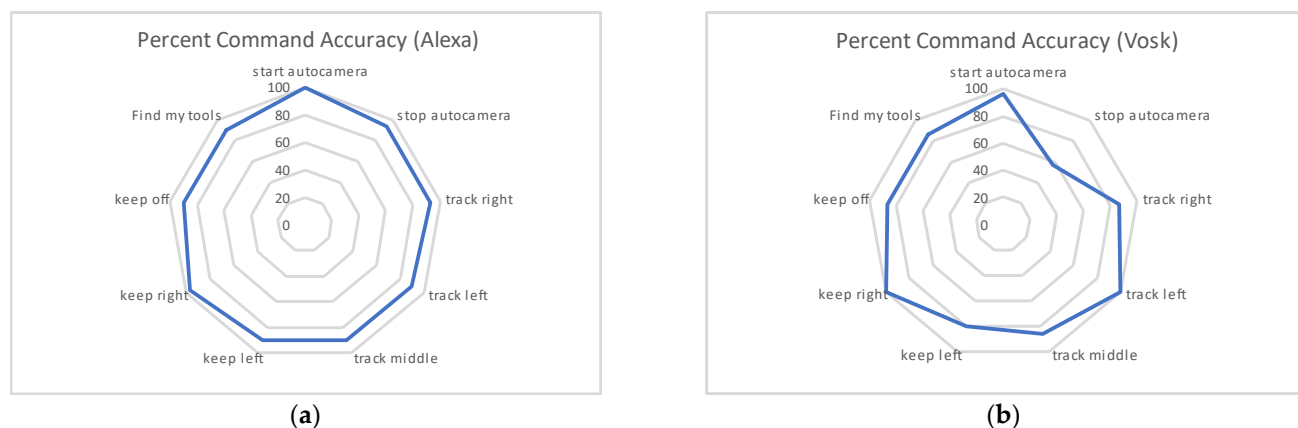 Percent Command Accuracy (Alexa)
start autocamera
100
80
60
40
20
0
stop autocamera
track right
track left
track middle
keep left
keep right
keep off
Find my tools
(a)
Percent Command Accuracy (Vosk)
start autocamera
100
80
60
40
20
0
stop autocamera
track right
track left
track middle
keep left
keep right
keep off
Find my tools
(b)